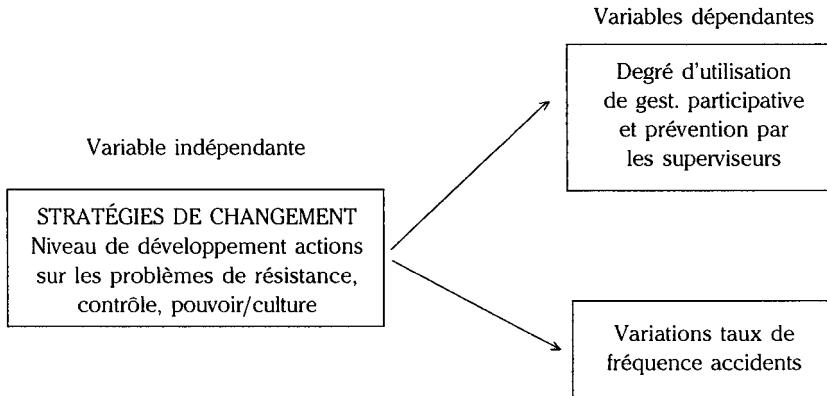 Variables dépendantes
Degré d'utilisation
de gest. participative
et prévention par
les superviseurs
Variable indépendante
STRATÉGIES DE CHANGEMENT
Niveau de développement actions
sur les problèmes de résistance,
contrôle, pouvoir/culture
Variations taux de
fréquence accidents